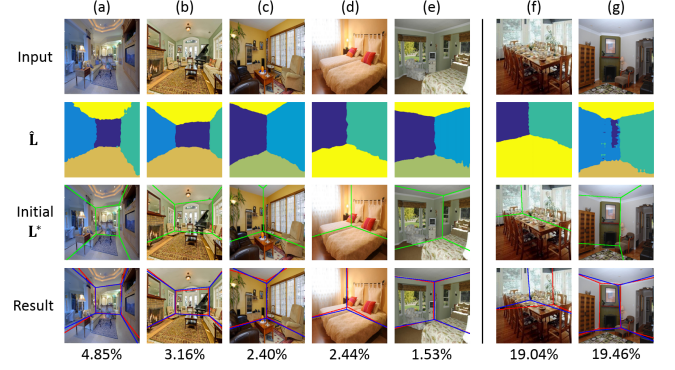 (a) (b) (c) (d) (e) (f) (g)
Input
L̂
Initial
L*
Result
4.85% 3.16% 2.40% 2.44% 1.53% 19.04% 19.46%